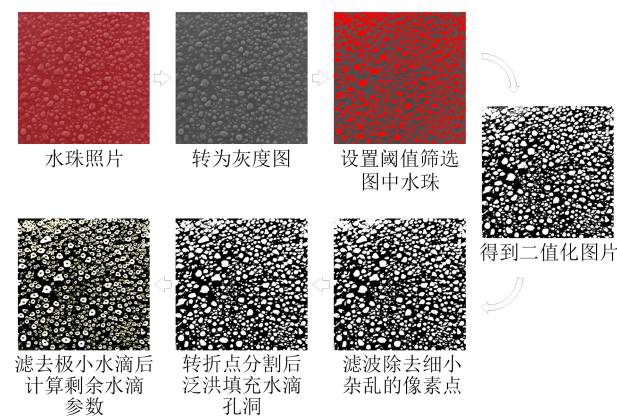 水珠照片
转为灰度图
设置阈值筛选
图中水珠
得到二值化图片
滤波除去细小
杂乱的像素点
转折点分割后
泛洪填充水滴
孔洞
滤去极小水滴后
计算剩余水滴
参数